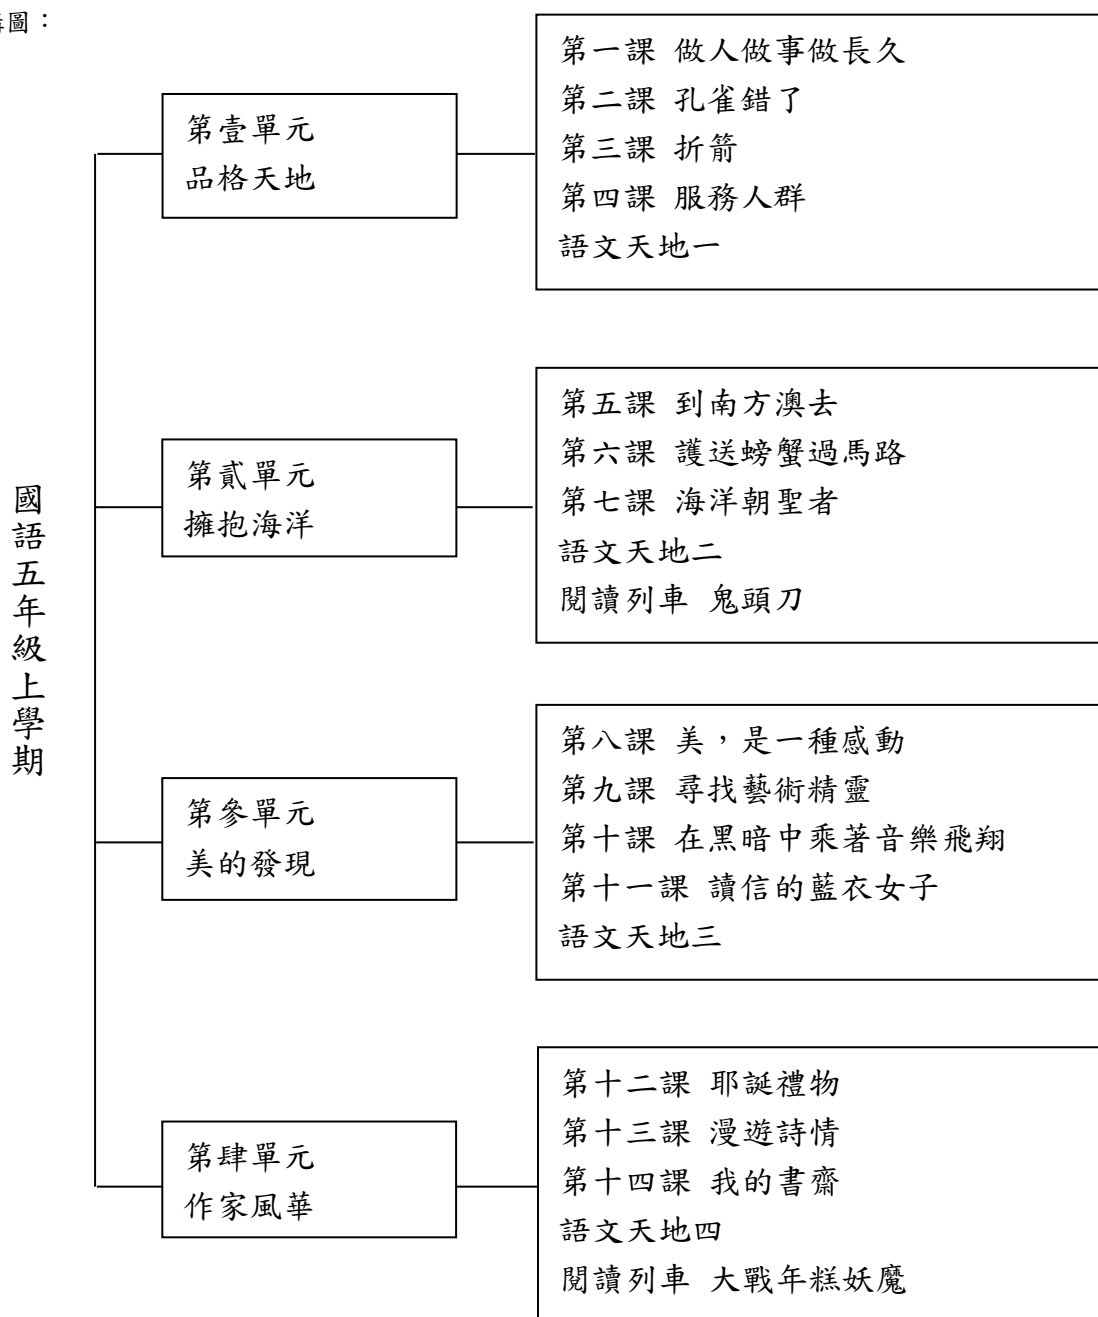 構圖：
國語五年級上學期
第壹單元
品格天地
第一課 做人做事做長久
第二課 孔雀錯了
第三課 折箭
第四課 服務人群
語文天地一
第貳單元
擁抱海洋
第五課 到南方澳去
第六課 護送螃蟹過馬路
第七課 海洋朝聖者
語文天地二
閱讀列車 鬼頭刀
第參單元
美的發現
第八課 美，是一種感動
第九課 尋找藝術精靈
第十課 在黑暗中乘著音樂飛翔
第十一課 讀信的藍衣女子
語文天地三
第肆單元
作家風華
第十二課 耶誕禮物
第十三課 漫遊詩情
第十四課 我的書齋
語文天地四
閱讀列車 大戰年糕妖魔